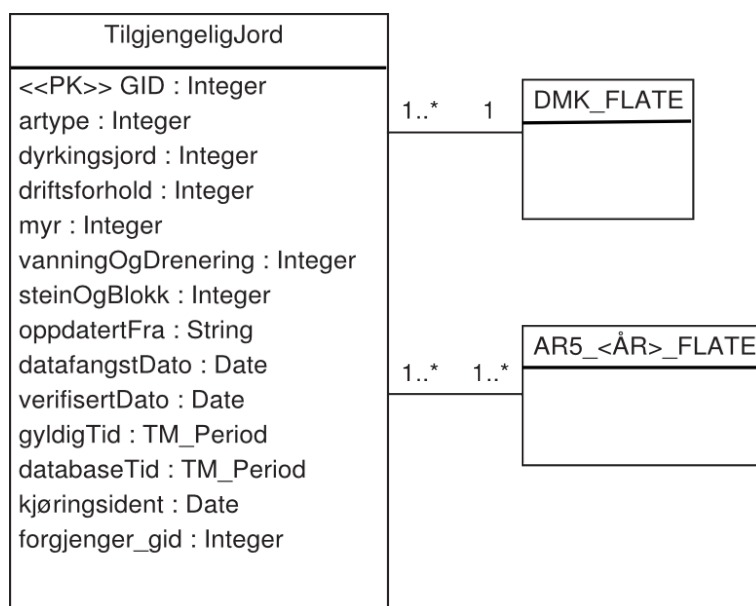 TilgjengeligJord
<<PK>> GID : Integer
artype : Integer
dyrkingsjord : Integer
driftsforhold : Integer
myr : Integer
vanningOgDrenering : Integer
steinOgBlokk : Integer
oppdatertFra : String
datafangstDato : Date
verifisertDato : Date
gyldigTid : TM_Period
databaseTid : TM_Period
kjøringsident : Date
forgjenger_gid : Integer
1..* 1
DMK_FLATE
1..* 1..*
AR5_<ÅR>_FLATE